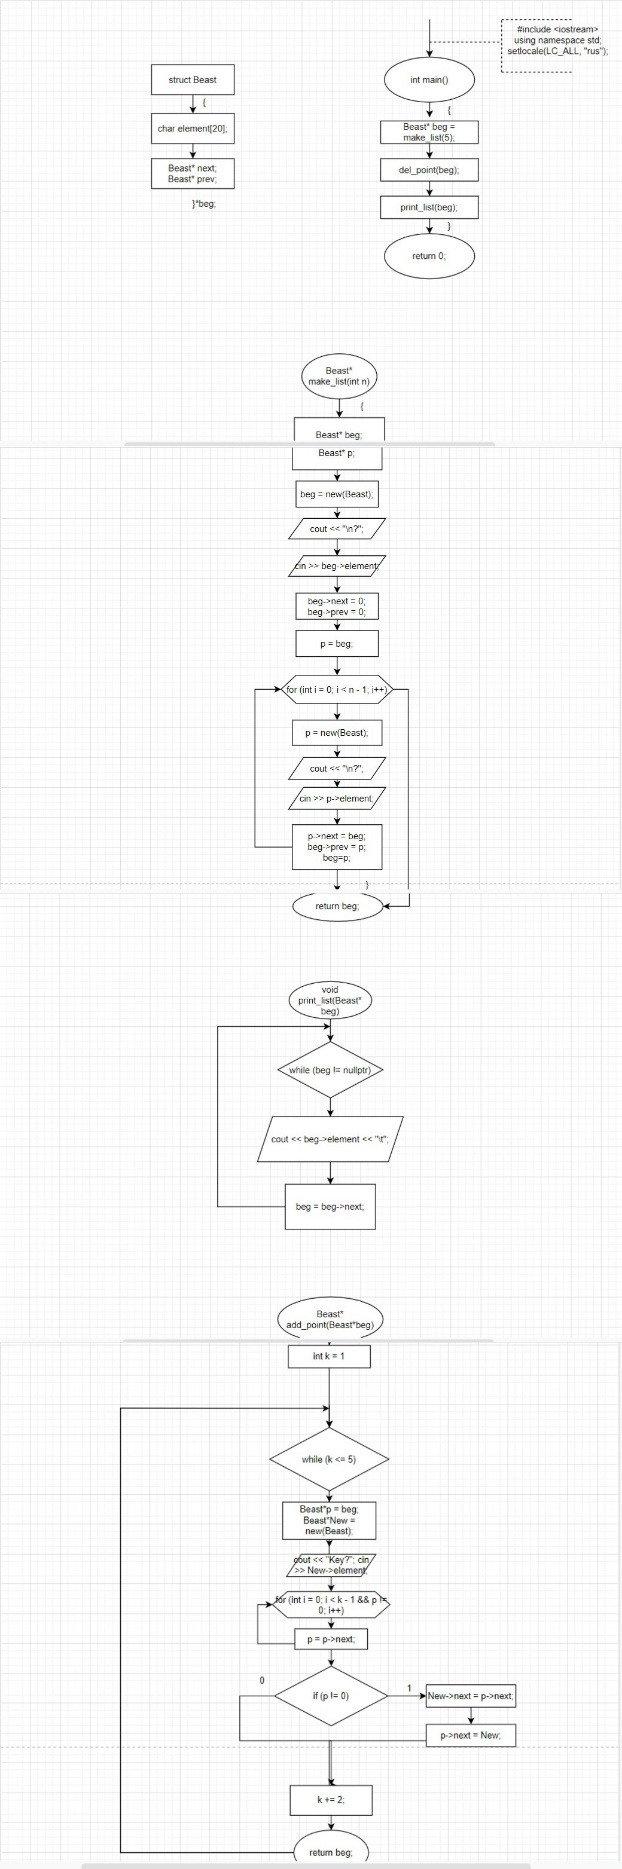 #include <iostream>
using namespace std;
setlocale(LC_ALL, "rus");
struct Beast
{
char element[20];
Beast* next;
Beast* prev;
}*beg;
int main()
{
Beast* beg =
make_list(5);
del_point(beg);
print_list(beg);
}
return 0;
Beast*
make_list(int n)
{
Beast* beg;
Beast* p;
beg = new(Beast);
cout << "\n?";
cin >> beg->element;
beg->next = 0;
beg->prev = 0;
p = beg;
for (int i = 0; i < n - 1; i++)
p = new(Beast);
cout << "\n?";
cin >> p->element;
p->next = beg;
beg->prev = p;
beg=p;
}
return beg;
void
print_list(Beast*
beg)
while (beg != nullptr)
cout << beg->element << "\t";
beg = beg->next;
Beast*
add_point(Beast*beg)
int k = 1
while (k <= 5)
Beast*p = beg;
Beast*New =
new(Beast);
cout << "Key?"; cin
>> New->element;
for (int i = 0; i < k - 1 && p !=
0; i++)
p = p->next;
0
if (p != 0)
1
New->next = p->next;
p->next = New;
k += 2;
return beg;